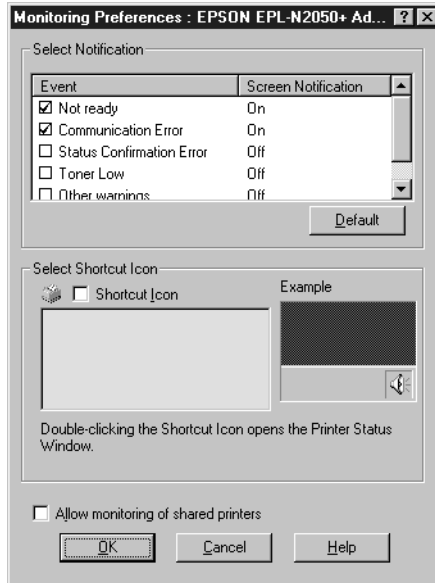 Monitoring Preferences : EPSON EPL-N2050+ Ad... ? X
Select Notification
Event Screen Notification
Not ready On
Communication Error On
Status Confirmation Error Off
Toner Low Off
Other warnings Off
Default
Select Shortcut Icon
Shortcut Icon Example
Double-clicking the Shortcut Icon opens the Printer Status
Window.
Allow monitoring of shared printers
OK Cancel Help